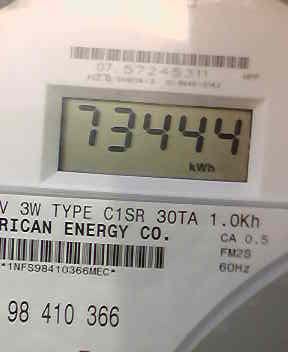 07.57245311
73444
kWh
V 3W TYPE C1SR 30TA 1.0Kh
RICAN ENERGY CO.
CA 0.5
FM2S
60Hz
*1NFS98410366MEC*
98 410 366